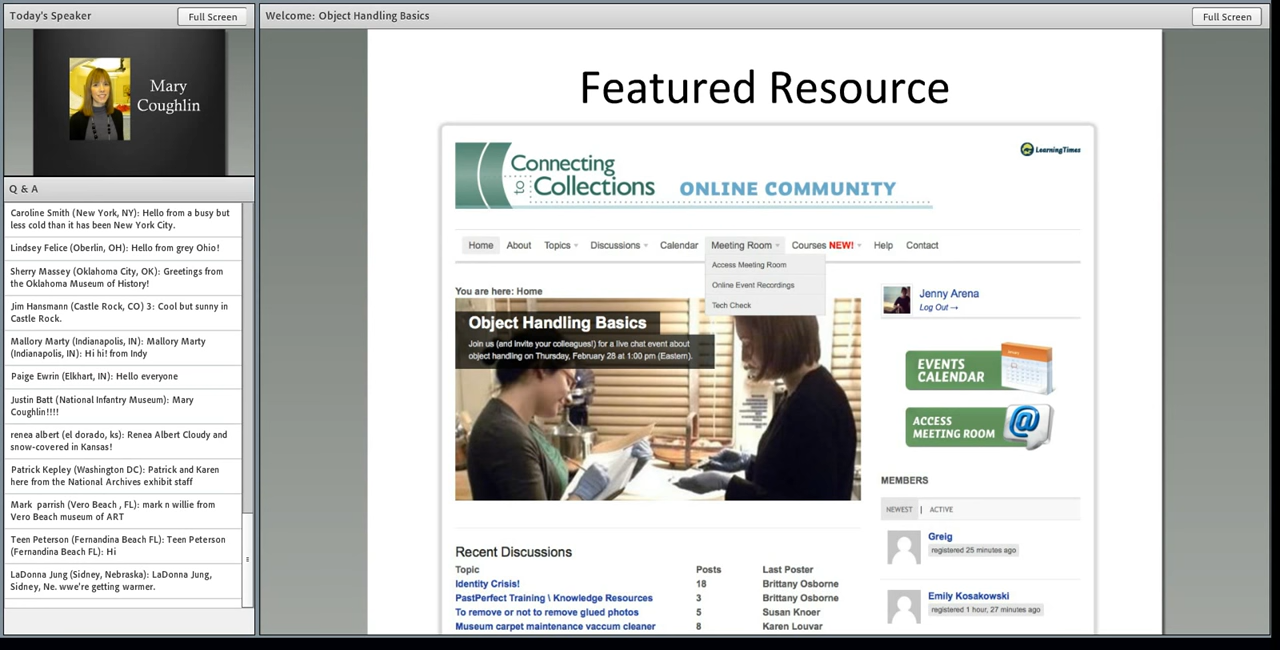 Today's Speaker
Full Screen
Mary
Coughlin
Q & A
Caroline Smith (New York, NY): Hello from a busy but
less cold than it has been New York City.
Lindsey Felice (Oberlin, OH): Hello from grey Ohio!
Sherry Massey (Oklahoma City, OK): Greetings from
the Oklahoma Museum of History!
Jim Hansmann (Castle Rock, CO) 3: Cool but sunny in
Castle Rock.
Mallory Marty (Indianapolis, IN): Mallory Marty
(Indianapolis, IN): Hi hi! from Indy
Paige Ewrin (Elkhart, IN): Hello everyone
Justin Batt (National Infantry Museum): Mary
Coughlin!!!!
renea albert (el dorado, ks): Renea Albert Cloudy and
snow-covered in Kansas!
Patrick Kepley (Washington DC): Patrick and Karen
here from the National Archives exhibit staff
Mark parrish (Vero Beach , FL): mark n willie from
Vero Beach museum of ART
Teen Peterson (Fernandina Beach FL): Teen Peterson
(Fernandina Beach FL): Hi
LaDonna Jung (Sidney, Nebraska): LaDonna Jung,
Sidney, Ne. wwe're getting warmer.
Welcome: Object Handling Basics
Full Screen
Featured Resource
Connecting
to Collections
ONLINE COMMUNITY
LearningTimes
Home About Topics Discussions Calendar Meeting Room Courses NEW! Help Contact
Access Meeting Room
Online Event Recordings
Tech Check
You are here: Home
Object Handling Basics
Join us (and invite your colleagues!) for a live chat event about
object handling on Thursday, February 28 at 1:00 pm (Eastern).
Jenny Arena
Log Out →
EVENTS
CALENDAR
ACCESS
MEETING ROOM
@
MEMBERS
NEWEST | ACTIVE
Greig
registered 25 minutes ago
Emily Kosakowski
registered 1 hour, 27 minutes ago
Recent Discussions
Topic Posts Last Poster
Identity Crisis! 18 Brittany Osborne
PastPerfect Training \ Knowledge Resources 3 Brittany Osborne
To remove or not to remove glued photos 5 Susan Knoer
Museum carpet maintenance vaccum cleaner 8 Karen Louvar